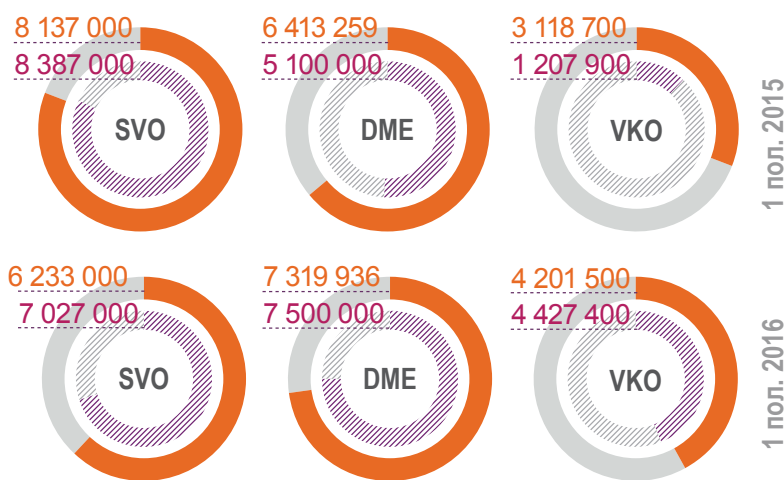 8 137 000
8 387 000
SVO
6 413 259
5 100 000
DME
3 118 700
1 207 900
VKO
1 пол. 2015
6 233 000
7 027 000
SVO
7 319 936
7 500 000
DME
4 201 500
4 427 400
VKO
1 пол. 2016